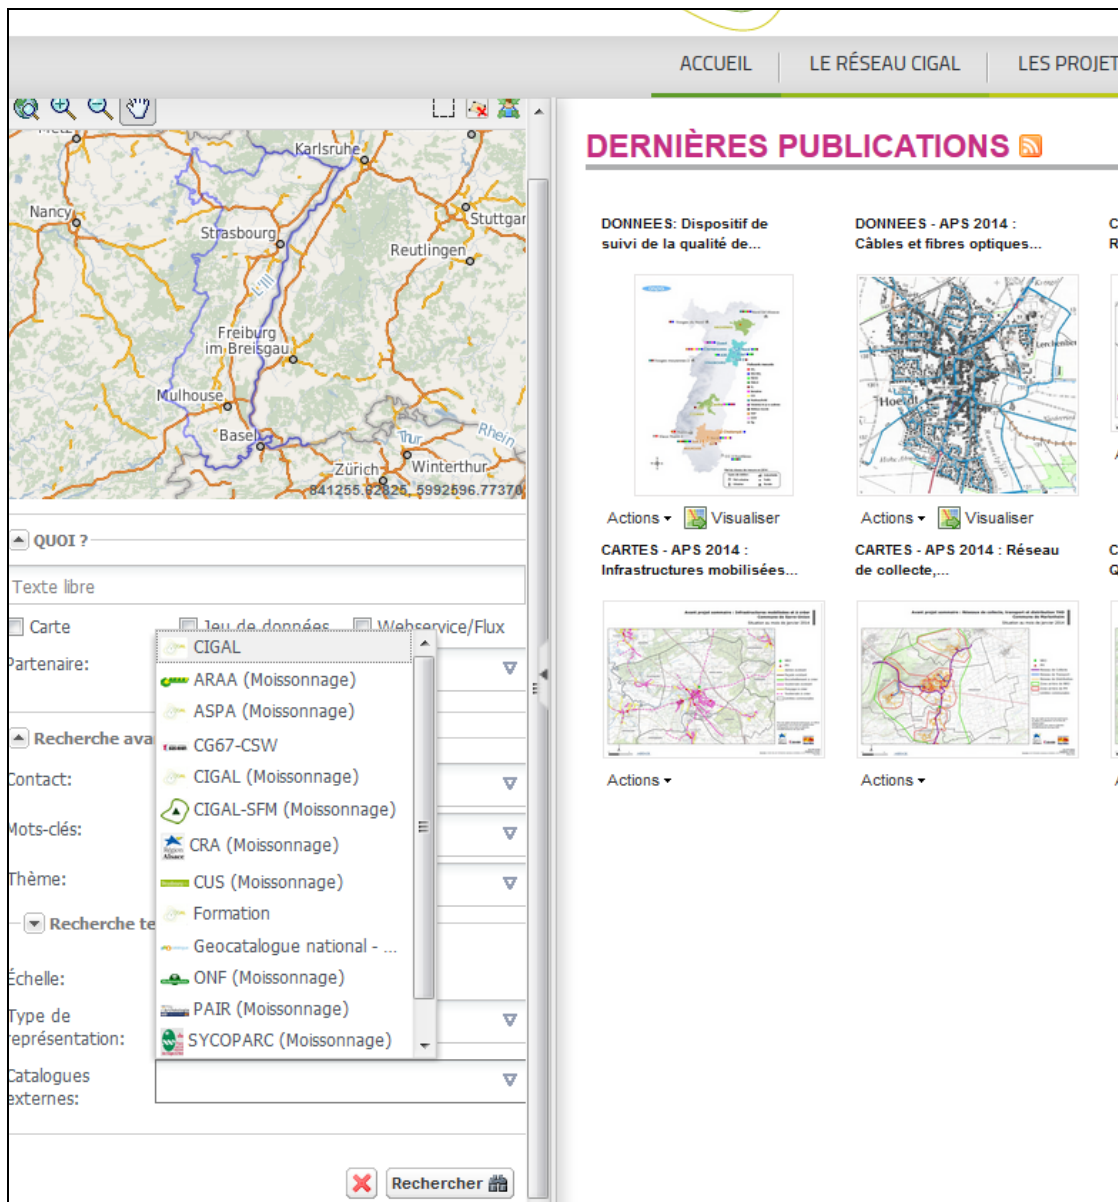 ACCUEIL
LE RÉSEAU CIGAL
LES PROJET
Karlsruhe
Nancy
Strasbourg
Stuttgar
Reutlingen
L'Ill
Freiburg
im Breisgau
Mulhouse
Basel
Thur
Rhein
Zürich
Winterthur
841255.92825, 5992596.77370
QUOI ?
Texte libre
Carte
Jeu de données
Webservice/Flux
Partenaire:
Recherche ava
Contact:
Mots-clés:
Thème:
Recherche te
Échelle:
Type de
représentation:
Catalogues
externes:
CIGAL
ARAA (Moissonnage)
ASPA (Moissonnage)
CG67-CSW
CIGAL (Moissonnage)
CIGAL-SFM (Moissonnage)
CRA (Moissonnage)
CUS (Moissonnage)
Formation
Geocatalogue national - ...
ONF (Moissonnage)
PAIR (Moissonnage)
SYCOPARC (Moissonnage)
Rechercher
DERNIÈRES PUBLICATIONS
DONNEES: Dispositif de
suivi de la qualité de...
Actions
Visualiser
DONNEES - APS 2014 :
Câbles et fibres optiques...
Hoerdt
Actions
Visualiser
CARTES - APS 2014 :
Infrastructures mobilisées...
Actions
CARTES - APS 2014 : Réseau
de collecte,...
Actions